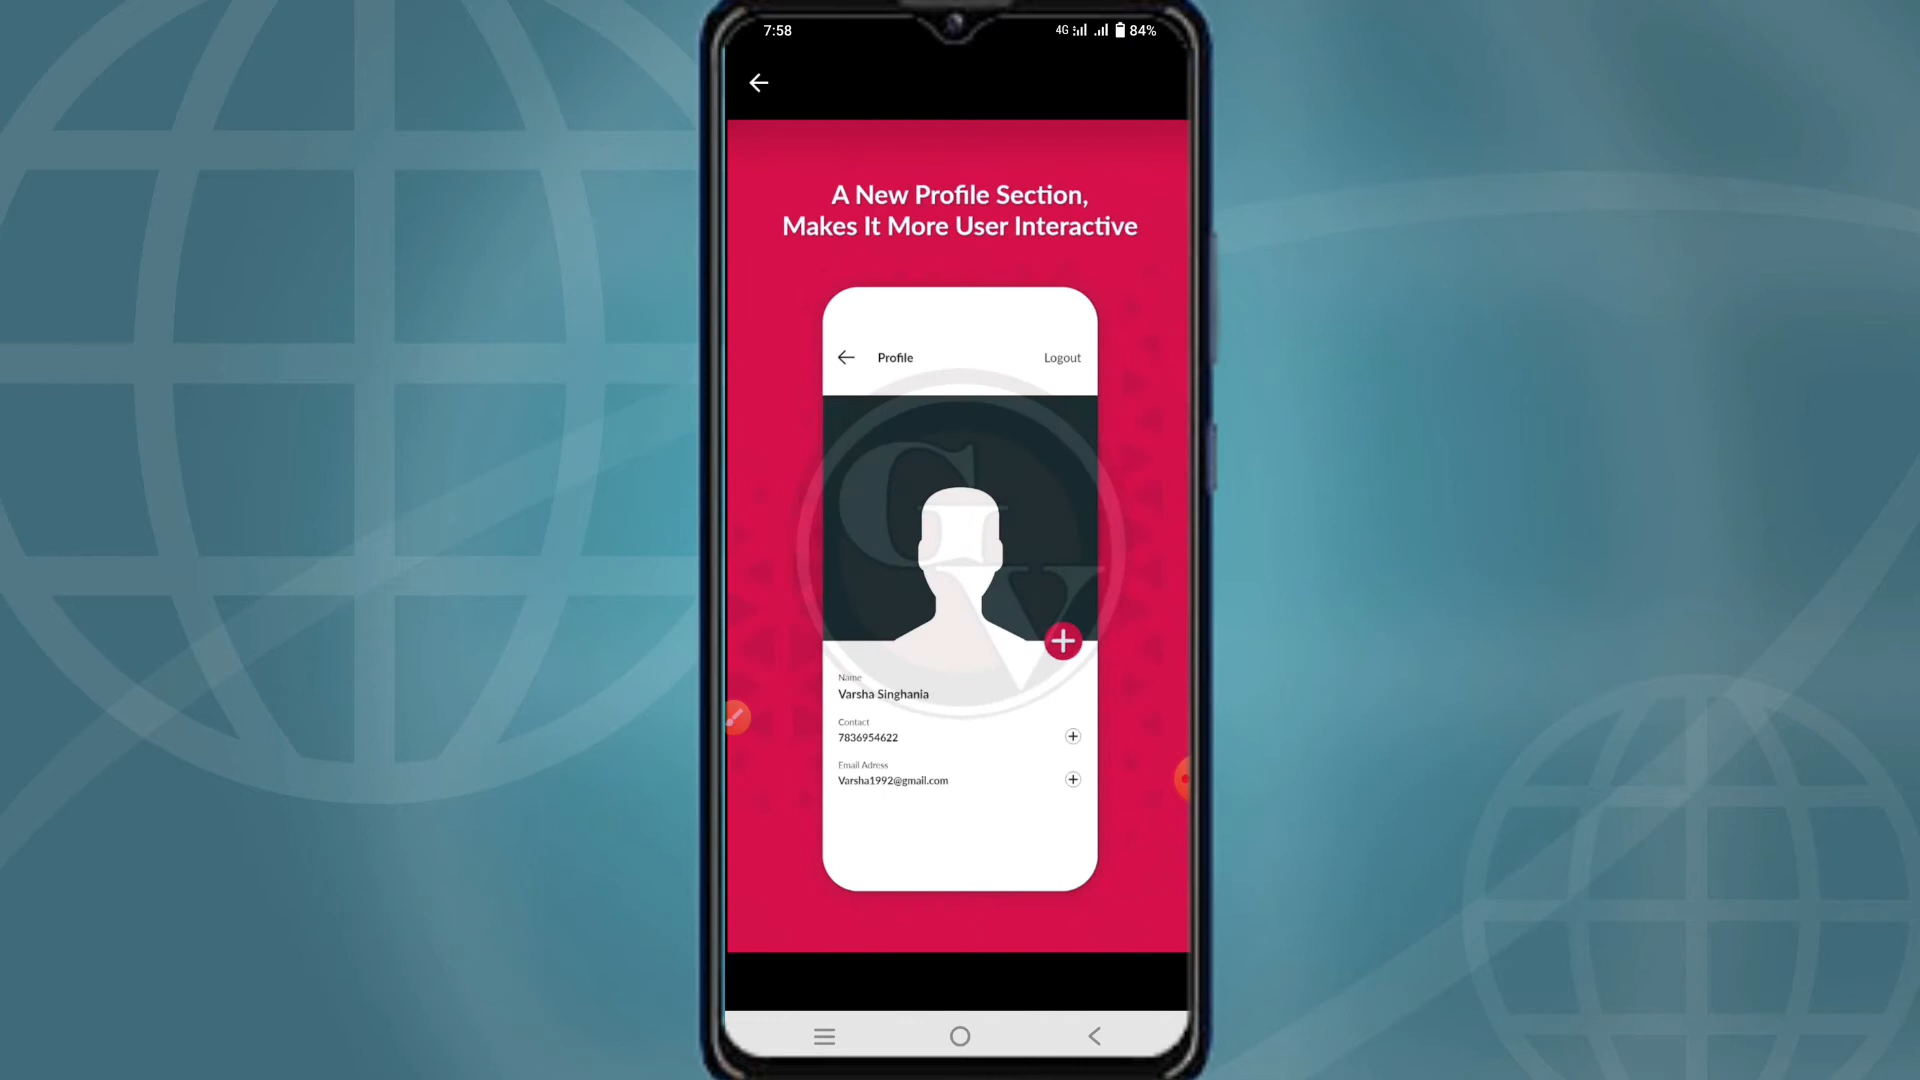 7:58
4G 84%
A New Profile Section,
Makes It More User Interactive
Profile
Logout
CV
Name
Varsha Singhania
Contact
7836954622
Email Adress
Varsha1992@gmail.com